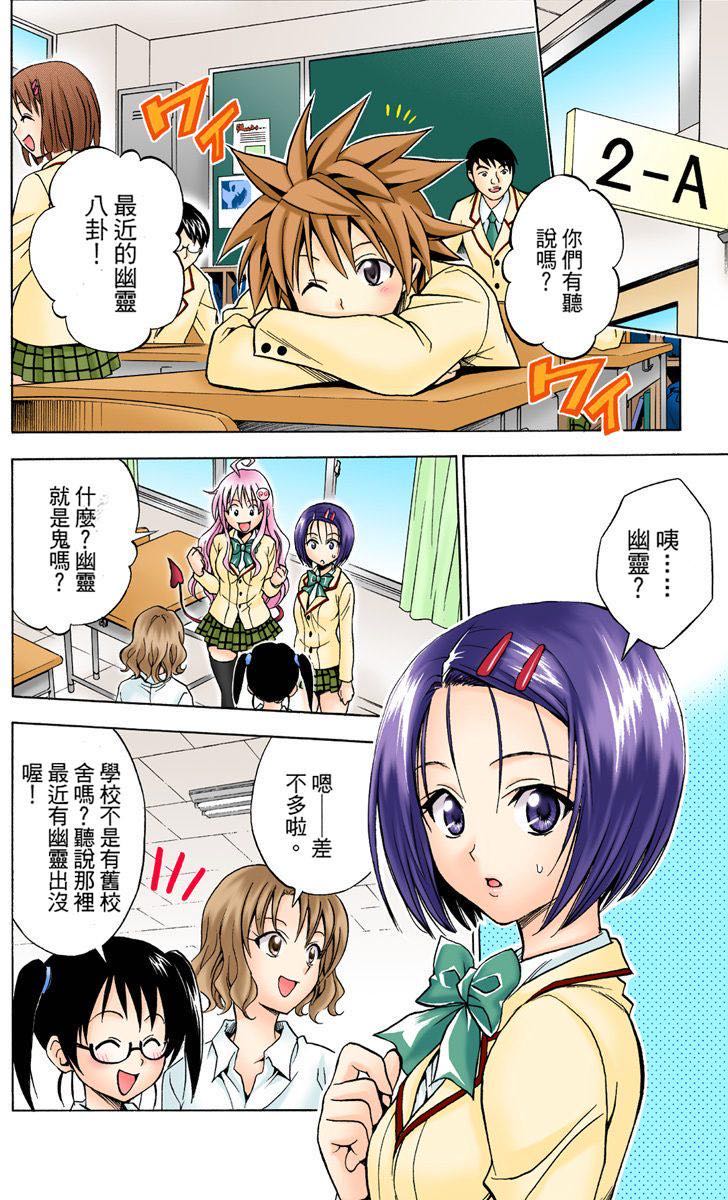 2-A
你們有聽
說嗎？
ワイ
最近的幽靈
八卦！
ワイ
咦……
幽靈？
什麼？幽靈
就是鬼嗎？
嗯——差
不多啦。
學校不是有舊校
舍嗎？聽說那裡
最近有幽靈出沒
喔！